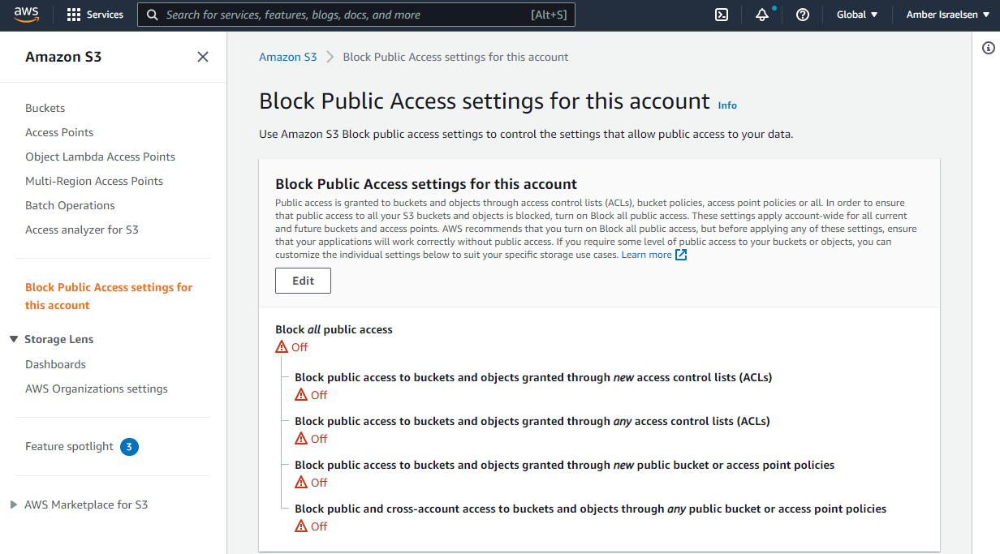 aws
Services
Search for services, features, blogs, docs, and more [Alt+S]
Global
Amber Israelsen
Amazon S3
Buckets
Access Points
Object Lambda Access Points
Multi-Region Access Points
Batch Operations
Access analyzer for S3
Block Public Access settings for
this account
Storage Lens
Dashboards
AWS Organizations settings
Feature spotlight 3
AWS Marketplace for S3
Amazon S3 > Block Public Access settings for this account
Block Public Access settings for this account Info
Use Amazon S3 Block public access settings to control the settings that allow public access to your data.
Block Public Access settings for this account
Public access is granted to buckets and objects through access control lists (ACLs), bucket policies, access point policies or all. In order to ensure
that public access to all your S3 buckets and objects is blocked, turn on Block all public access. These settings apply account-wide for all current
and future buckets and access points. AWS recommends that you turn on Block all public access, but before applying any of these settings, ensure
that your applications will work correctly without public access. If you require some level of public access to your buckets or objects, you can
customize the individual settings below to suit your specific storage use cases. Learn more
Edit
Block all public access
Off
Block public access to buckets and objects granted through new access control lists (ACLs)
Off
Block public access to buckets and objects granted through any access control lists (ACLs)
Off
Block public access to buckets and objects granted through new public bucket or access point policies
Off
Block public and cross-account access to buckets and objects through any public bucket or access point policies
Off